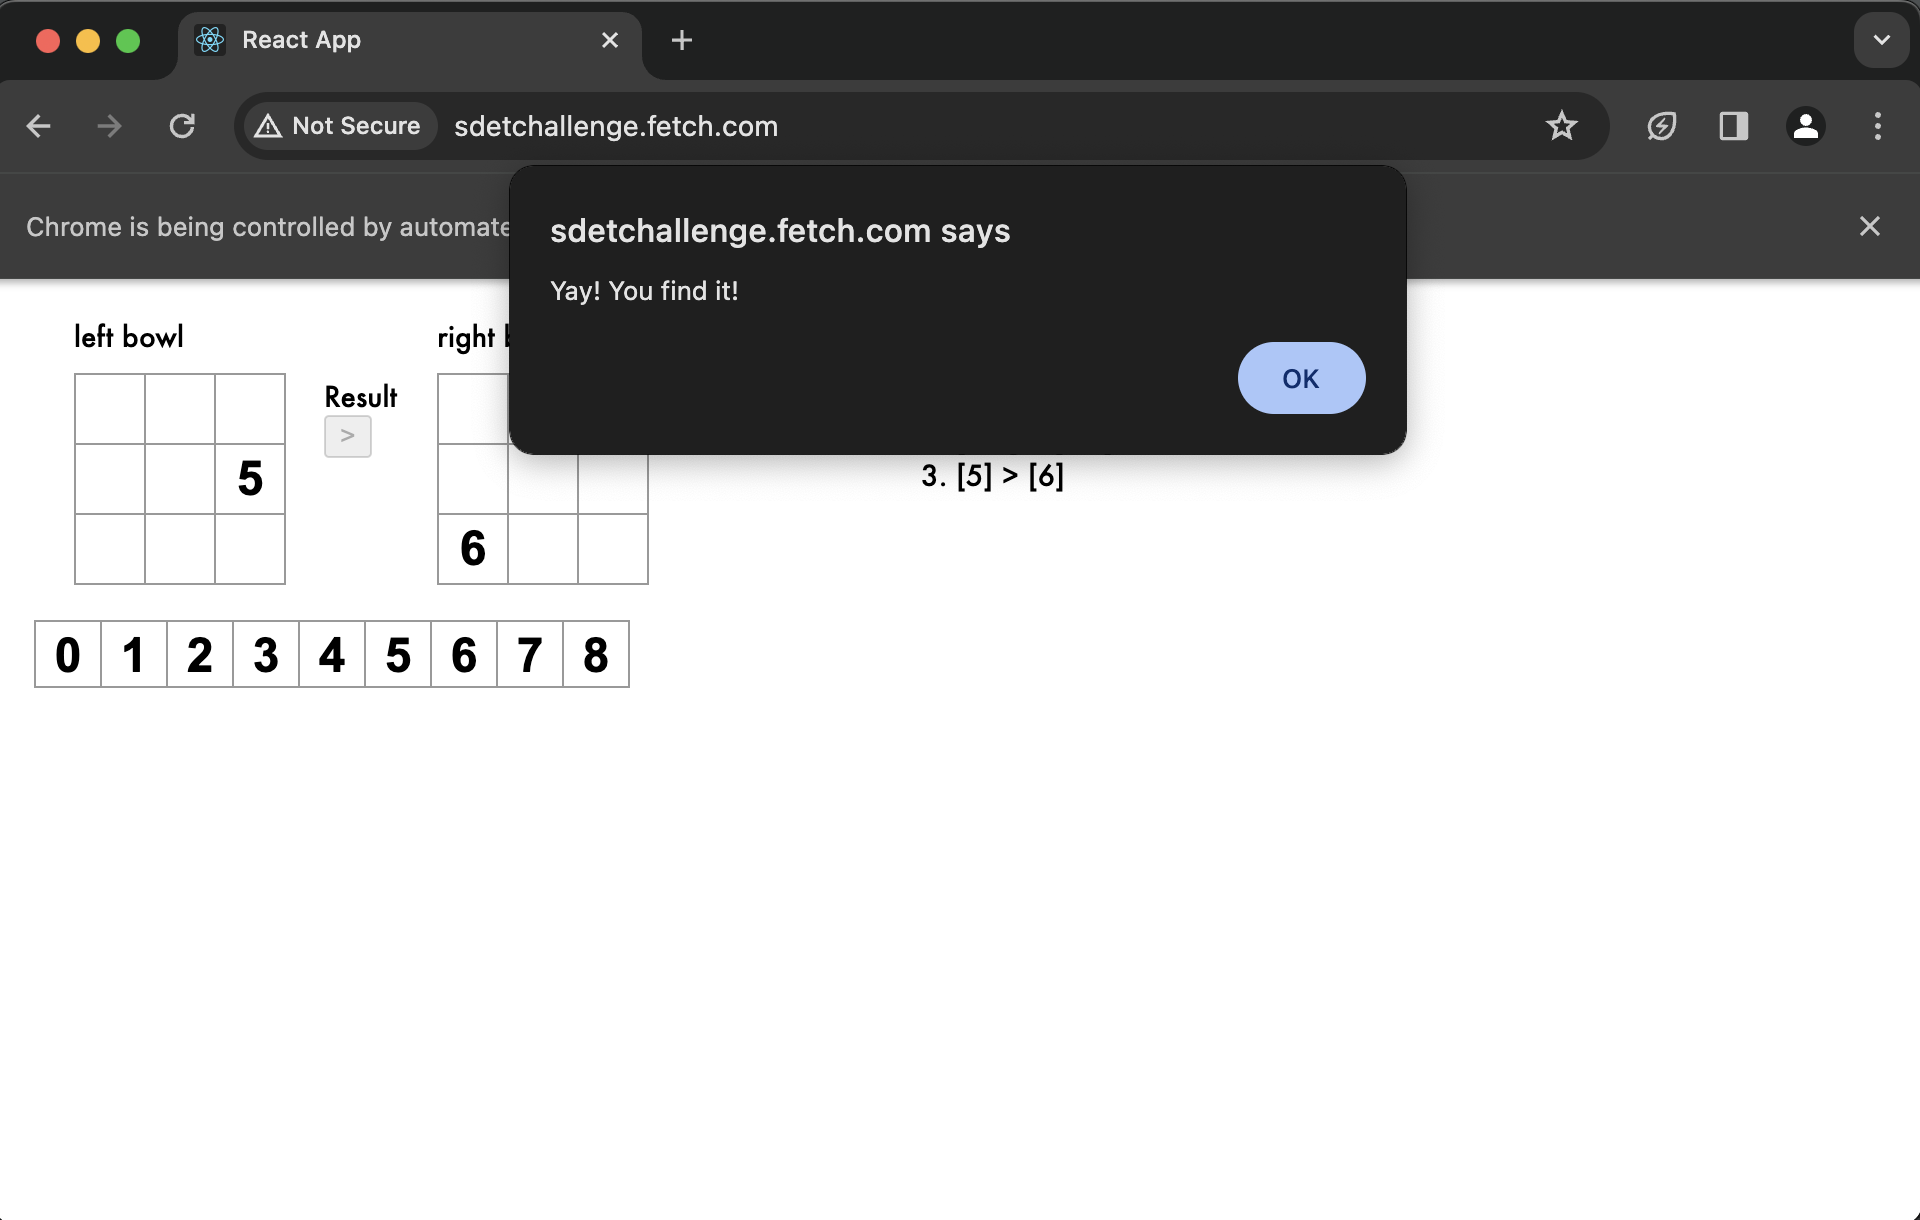 React App
Not Secure
sdetchallenge.fetch.com
Chrome is being controlled by
sdetchallenge.fetch.com says
Yay! You find it!
OK
left bowl
right
Result
>
5
3. [5] > [6]
6
0 1 2 3 4 5 6 7 8